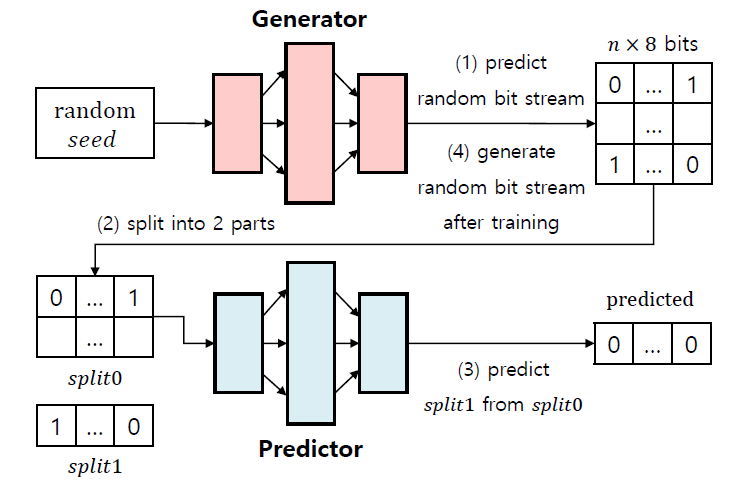 Generator
n × 8 bits
(1) predict
random bit stream
random
seed
0 ... 1
...
1 ... 0
(4) generate
random bit stream
after training
(2) split into 2 parts
0 ... 1
...
split0
1 ... 0
split1
Predictor
(3) predict
split1 from split0
predicted
0 ... 0